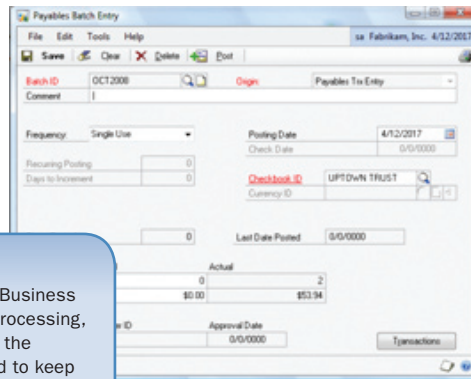 Payables Batch Entry
File Edit Tools Help
sa Fabrikam, Inc. 4/12/2017
Save Clear Delete Post
Batch ID OCT2008 Origin: Payables Trx Entry
Comment
Frequency: Single Use Posting Date 4/12/2017
Check Date 0/0/0000
Recurring Posting 0
Days to Increment 0 Checkbook ID UPTOWN TRUST
Currency ID
0 Last Date Posted 0/0/0000
Actual
0 2
$0.00 $53.94
Business
rocessing,
ID Approval Date
the 0/0/0000 Transactions
d to keep